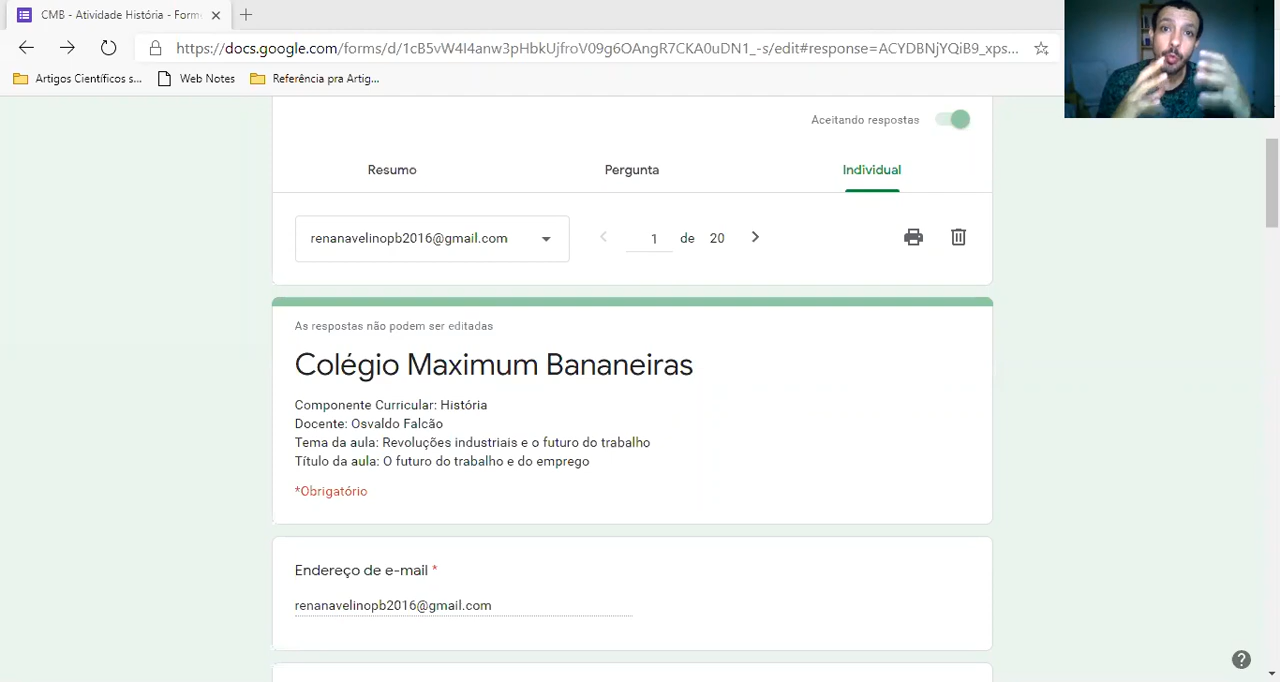 CMB - Atividade História - Form
https://docs.google.com/forms/d/1cB5vW4I4anw3pHbkUjfroV09g6OAngR7CKA0uDN1_-s/edit#response=ACYDBNjYQiB9_xps...
Artigos Científicos s...
Web Notes
Referência pra Artig...
Aceitando respostas
Resumo
Pergunta
Individual
renanavelinopb2016@gmail.com
1 de 20
As respostas não podem ser editadas
Colégio Maximum Bananeiras
Componente Curricular: História
Docente: Osvaldo Falcão
Tema da aula: Revoluções industriais e o futuro do trabalho
Título da aula: O futuro do trabalho e do emprego
*Obrigatório
Endereço de e-mail *
renanavelinopb2016@gmail.com